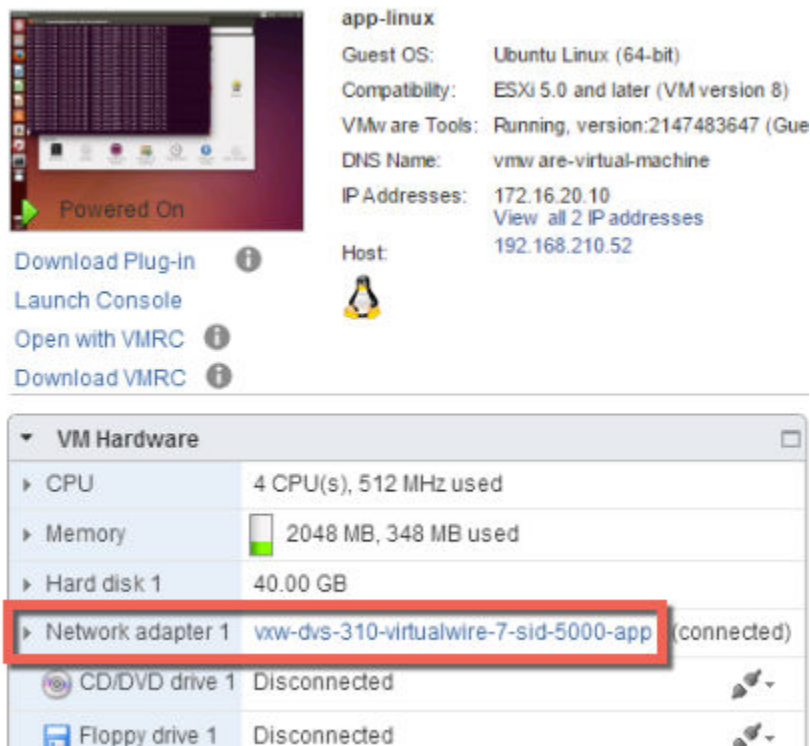 app-linux
Guest OS: Ubuntu Linux (64-bit)
Compatibility: ESXi 5.0 and later (VM version 8)
VMware Tools: Running, version:2147483647 (Gue
DNS Name: vmware-virtual-machine
IP Addresses: 172.16.20.10
View all 2 IP addresses
Host: 192.168.210.52
Powered On
Download Plug-in
Launch Console
Open with VMRC
Download VMRC
VM Hardware
CPU 4 CPU(s), 512 MHz used
Memory 2048 MB, 348 MB used
Hard disk 1 40.00 GB
Network adapter 1 vxw-dvs-310-virtualwire-7-sid-5000-app (connected)
CD/DVD drive 1 Disconnected
Floppy drive 1 Disconnected